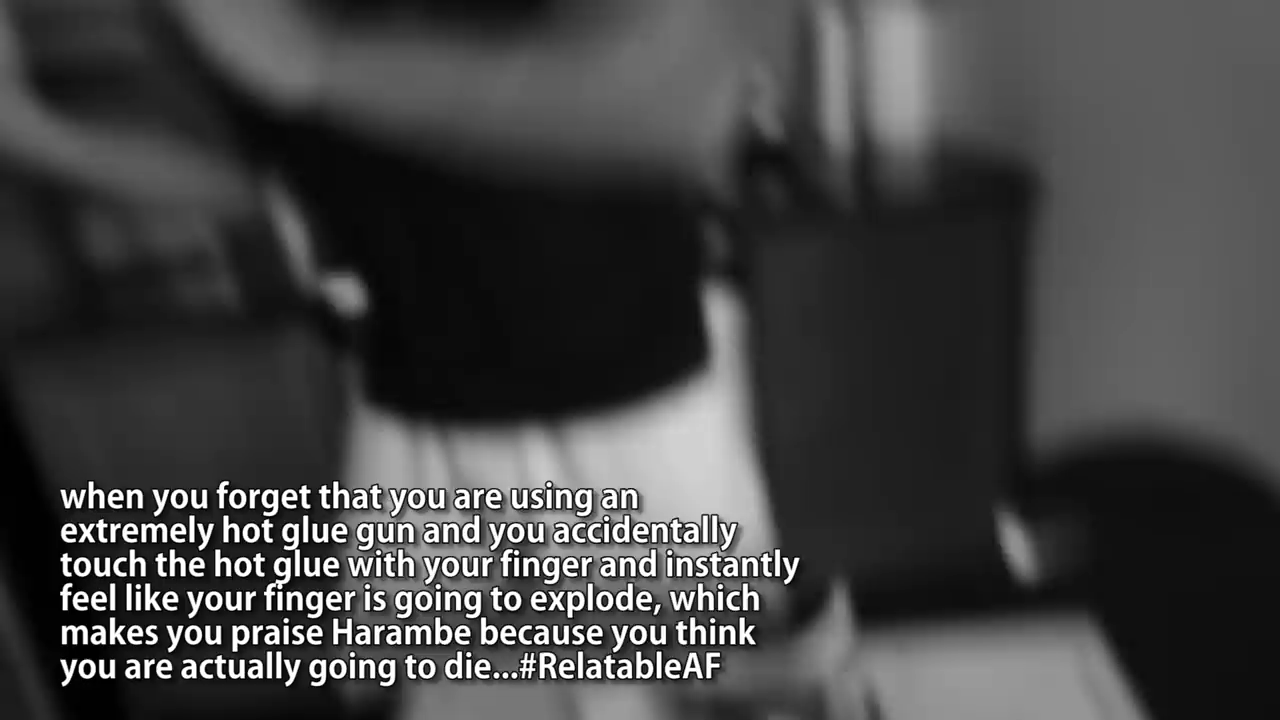 when you forget that you are using an
extremely hot glue gun and you accidentally
touch the hot glue with your finger and instantly
feel like your finger is going to explode, which
makes you praise Harambe because you think
you are actually going to die...#RelatableAF